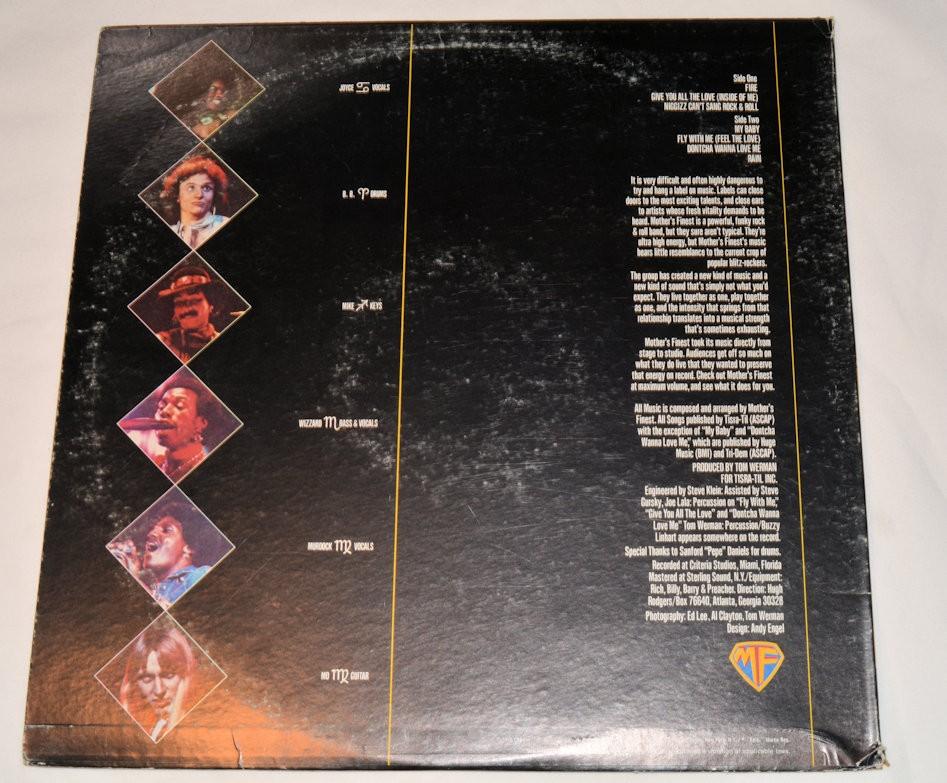 JOYCE ♋ VOCALS
B. B. ♈ DRUMS
MIKE ♐ KEYS
WIZZARD ♏ BASS & VOCALS
MURDOCK ♍ VOCALS
MO ♍ GUITAR
Side One
FIRE
GIVE YOU ALL THE LOVE (INSIDE OF ME)
NIGGIZZ CAN'T SANG ROCK & ROLL
Side Two
MY BABY
FLY WITH ME (FEEL THE LOVE)
DONTCHA WANNA LOVE ME
RAIN
It is very difficult and often highly dangerous to
try and hang a label on music. Labels can close
doors to the most exciting talents, and close ears
to artists whose fresh vitality demands to be
heard. Mother's Finest is a powerful, funky rock
& roll band, but they sure aren't typical. They're
ultra high energy, but Mother's Finest's music
bears little resemblance to the current crop of
popular blitz-rockers.
The group has created a new kind of music and a
new kind of sound that's simply not what you'd
expect. They live together as one, play together
as one, and the intensity that springs from that
relationship translates into a musical strength
that's sometimes exhausting.
Mother's Finest took its music directly from
stage to studio. Audiences get off so much on
what they do live that they wanted to preserve
that energy on record. Check out Mother's Finest
at maximum volume, and see what it does for you.
All Music is composed and arranged by Mother's
Finest. All Songs published by Tisra-Til (ASCAP)
with the exception of "My Baby" and "Dontcha
Wanna Love Me," which are published by Huge
Music (BMI) and Tri-Dem (ASCAP).
PRODUCED BY TOM WERMAN
FOR TISRA-TIL INC.
Engineered by Steve Klein: Assisted by Steve
Gursky, Joe Lala: Percussion on "Fly With Me,"
"Give You All The Love" and "Dontcha Wanna
Love Me" Tom Werman: Percussion/Buzzy
Linhart appears somewhere on the record.
Special Thanks to Sanford "Pepe" Daniels for drums.
Recorded at Criteria Studios, Miami, Florida
Mastered at Sterling Sound, N.Y./Equipment:
Rich, Billy, Barry & Preacher. Direction: Hugh
Rodgers/Box 76640, Atlanta, Georgia 30328
Photography: Ed Lee, Al Clayton, Tom Werman
Design: Andy Engel
MF
Marca Reg.
violation of applicable laws.